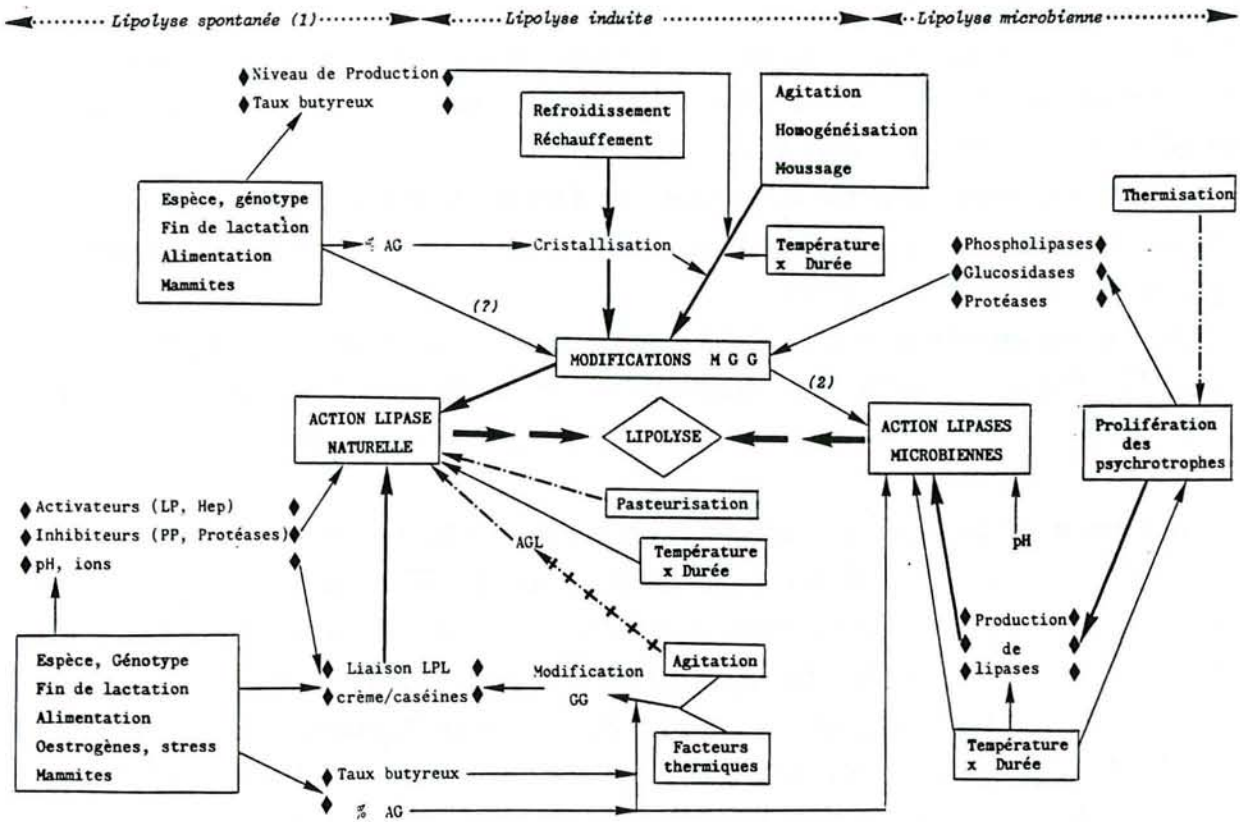 Lipolyse spontanée (1)
Lipolyse induite
Lipolyse microbienne
Niveau de Production
Taux butyreux
Refroidissement
Réchauffement
Agitation
Homogénéisation
Moussage
Espèce, génotype
Fin de lactation
Alimentation
Mammites
% AG
Cristallisation
Température
x Durée
Thermisation
Phospholipases
Glucosidases
Protéases
(?)
MODIFICATIONS M G G
(2)
ACTION LIPASE
NATURELLE
LIPOLYSE
ACTION LIPASES
MICROBIENNES
Prolifération
des
psychrotrophes
Pasteurisation
Activateurs (LP, Hep)
Inhibiteurs (PP, Protéases)
pH, ions
AGL
Température
x Durée
pH
Espèce, Génotype
Fin de lactation
Alimentation
Oestrogènes, stress
Mammites
Liaison LPL
crème/caséines
Modification
GG
Agitation
Facteurs
thermiques
Production
de
lipases
Température
x Durée
Taux butyreux
% AG